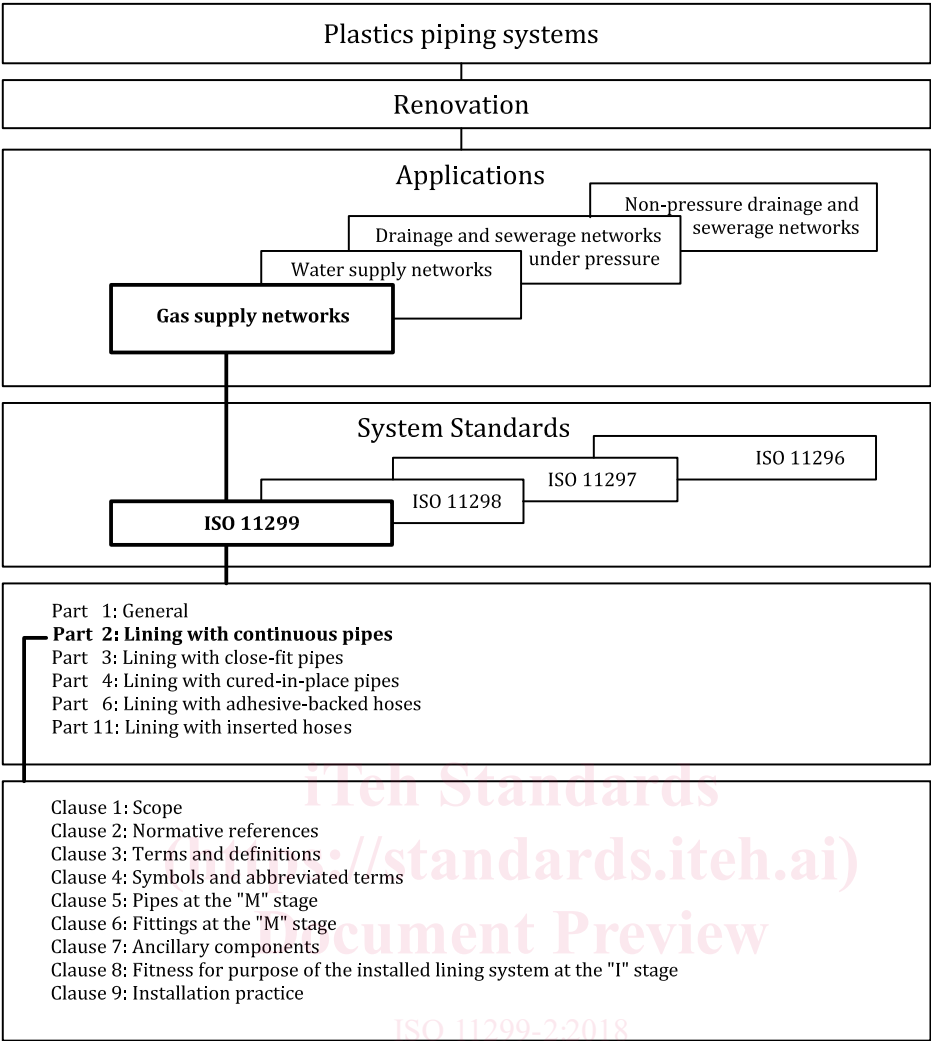 Plastics piping systems
Renovation
Applications
Non-pressure drainage and
sewerage networks
Drainage and sewerage networks
under pressure
Water supply networks
Gas supply networks
System Standards
ISO 11296
ISO 11297
ISO 11298
ISO 11299
Part 1: General
Part 2: Lining with continuous pipes
Part 3: Lining with close-fit pipes
Part 4: Lining with cured-in-place pipes
Part 6: Lining with adhesive-backed hoses
Part 11: Lining with inserted hoses
iTeh Standards
(https://standards.iteh.ai)
Document Preview
Clause 1: Scope
Clause 2: Normative references
Clause 3: Terms and definitions
Clause 4: Symbols and abbreviated terms
Clause 5: Pipes at the "M" stage
Clause 6: Fittings at the "M" stage
Clause 7: Ancillary components
Clause 8: Fitness for purpose of the installed lining system at the "I" stage
Clause 9: Installation practice
ISO 11299-2:2018